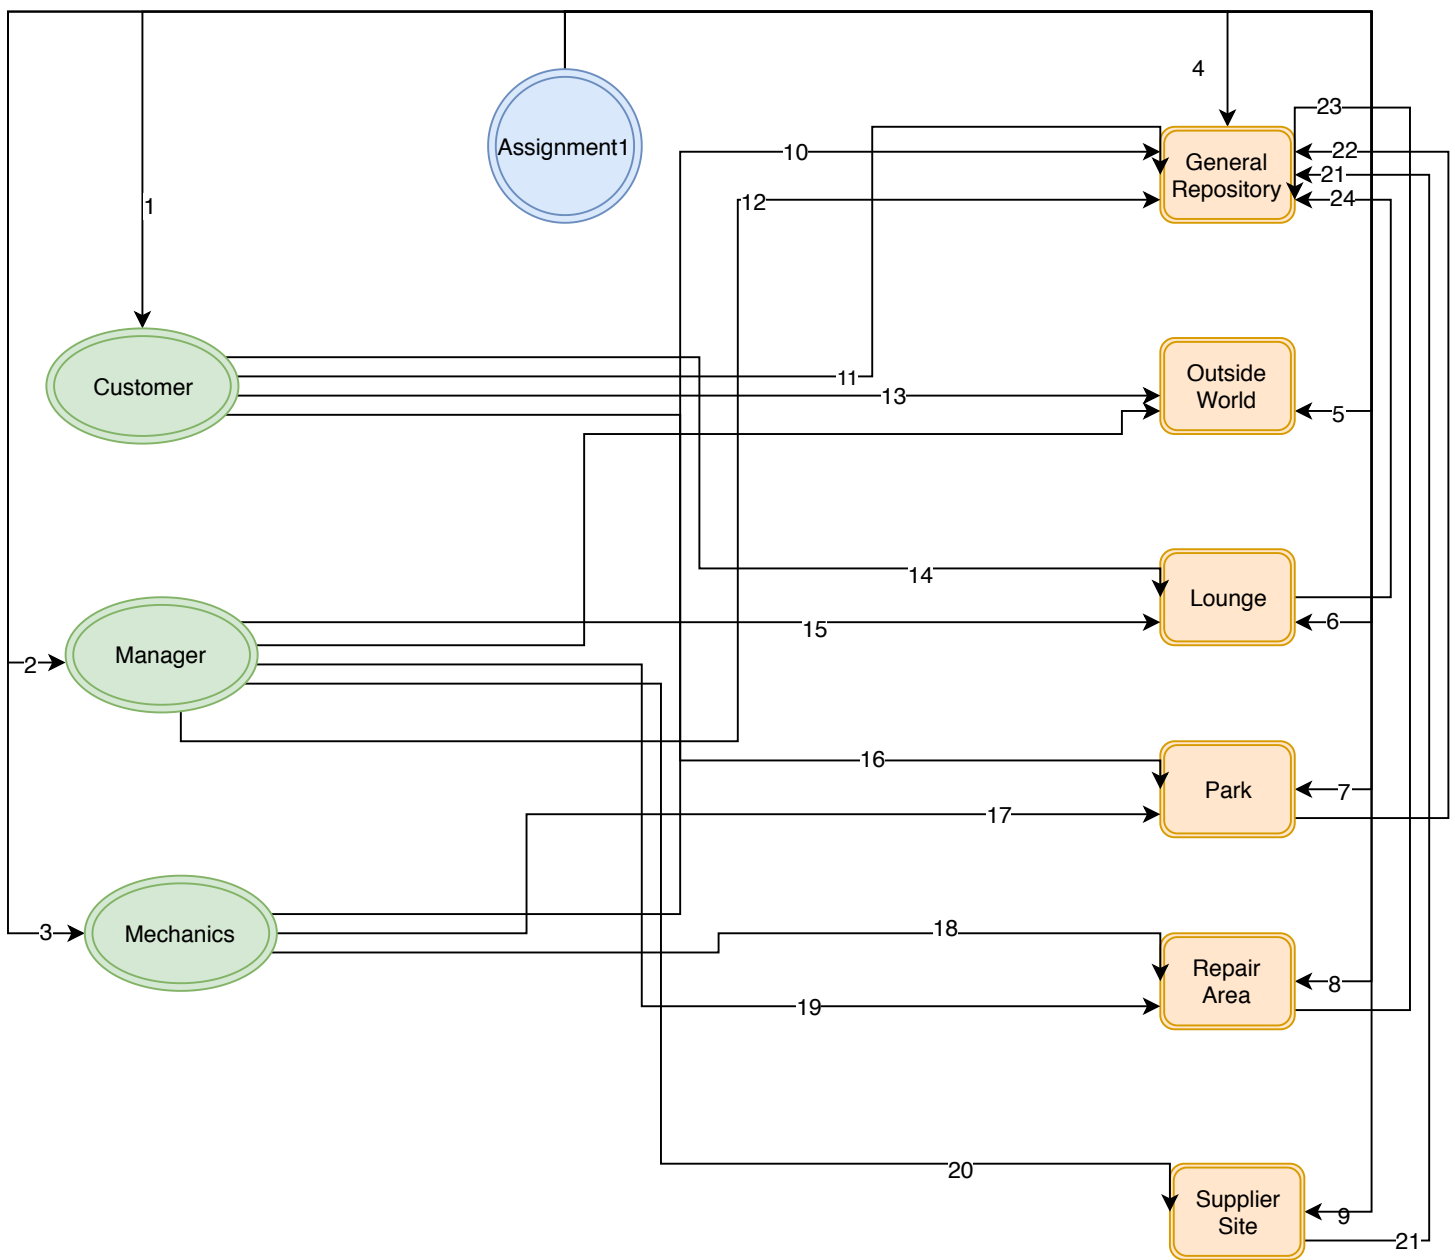 4
23
Assignment1
10
General
Repository
22
21
24
12
1
Customer
11
13
Outside
World
5
14
Lounge
15
6
Manager
2
16
Park
7
17
Mechanics
3
18
Repair
Area
8
19
20
Supplier
Site
9
21